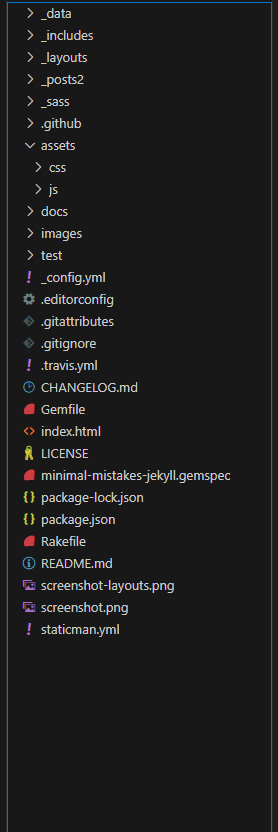 _data
_includes
_layouts
_posts2
_sass
.github
assets
css
js
docs
images
test
_config.yml
.editorconfig
.gitattributes
.gitignore
.travis.yml
CHANGELOG.md
Gemfile
index.html
LICENSE
minimal-mistakes-jekyll.gemspec
package-lock.json
package.json
Rakefile
README.md
screenshot-layouts.png
screenshot.png
staticman.yml